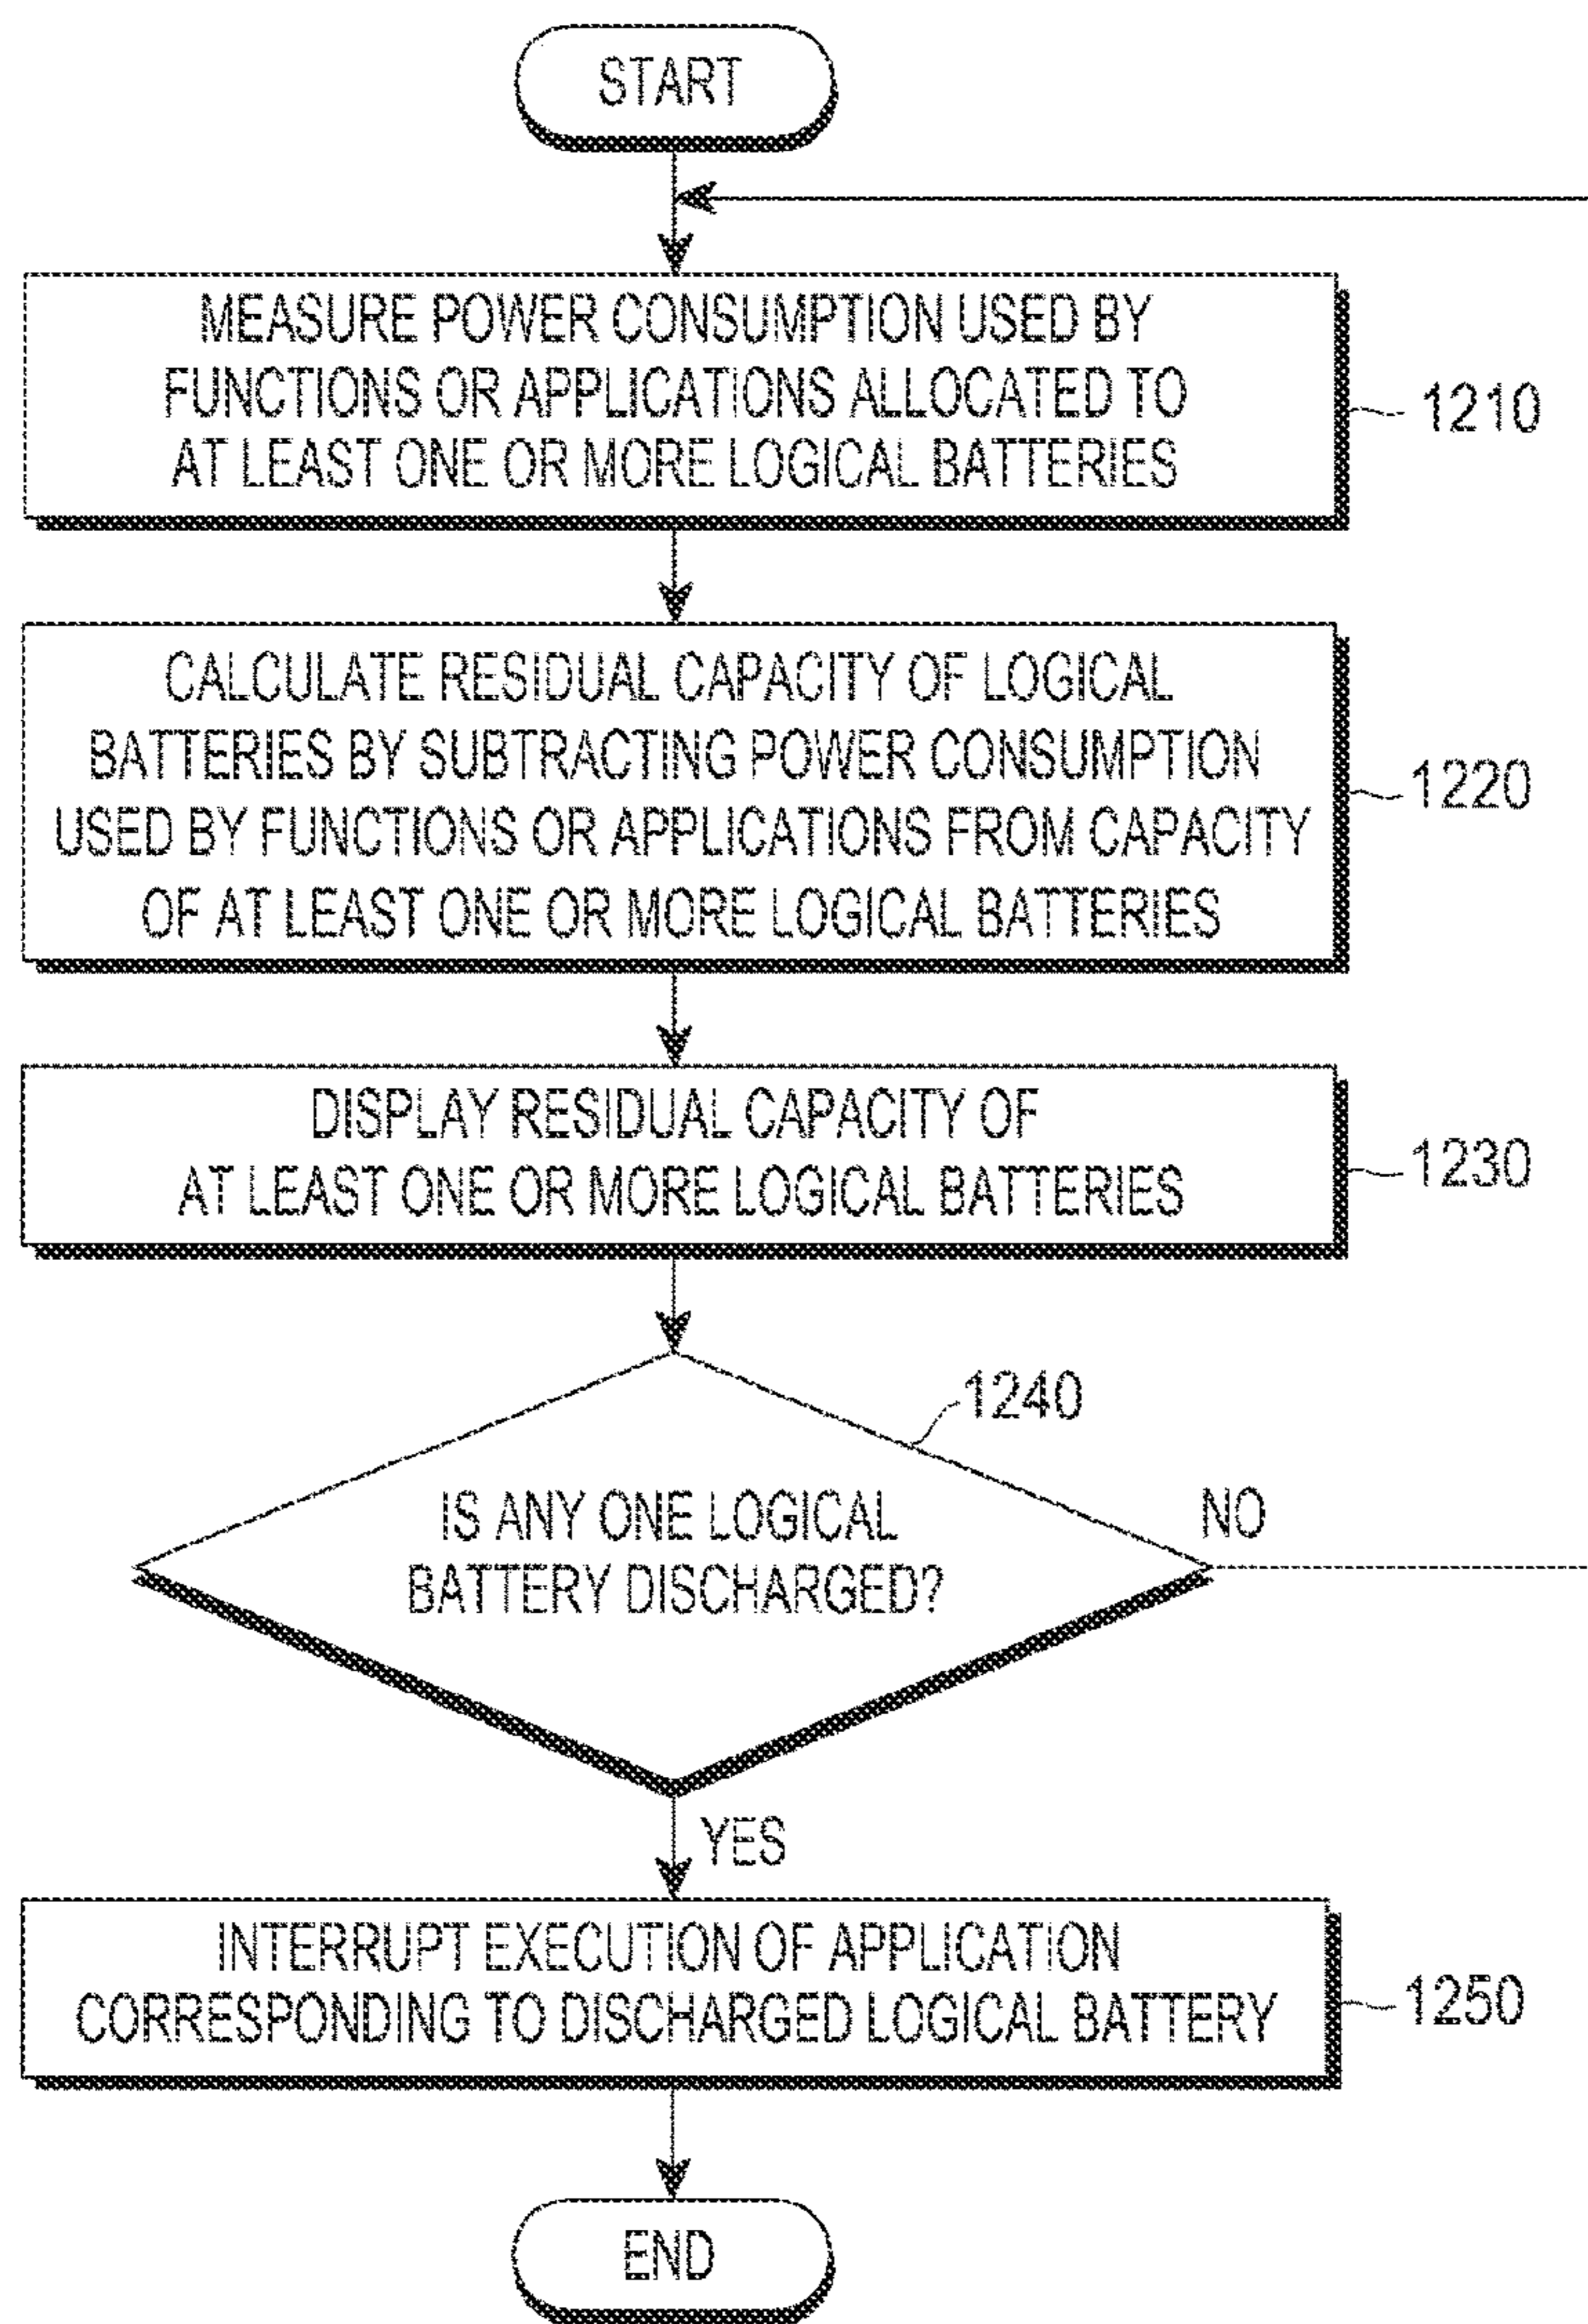 START
MEASURE POWER CONSUMPTION USED BY
FUNCTIONS OR APPLICATIONS ALLOCATED TO
AT LEAST ONE OR MORE LOGICAL BATTERIES
1210
CALCULATE RESIDUAL CAPACITY OF LOGICAL
BATTERIES BY SUBTRACTING POWER CONSUMPTION
USED BY FUNCTIONS OR APPLICATIONS FROM CAPACITY
OF AT LEAST ONE OR MORE LOGICAL BATTERIES
1220
DISPLAY RESIDUAL CAPACITY OF
AT LEAST ONE OR MORE LOGICAL BATTERIES
1230
1240
IS ANY ONE LOGICAL
BATTERY DISCHARGED?
NO
YES
INTERRUPT EXECUTION OF APPLICATION
CORRESPONDING TO DISCHARGED LOGICAL BATTERY
1250
END